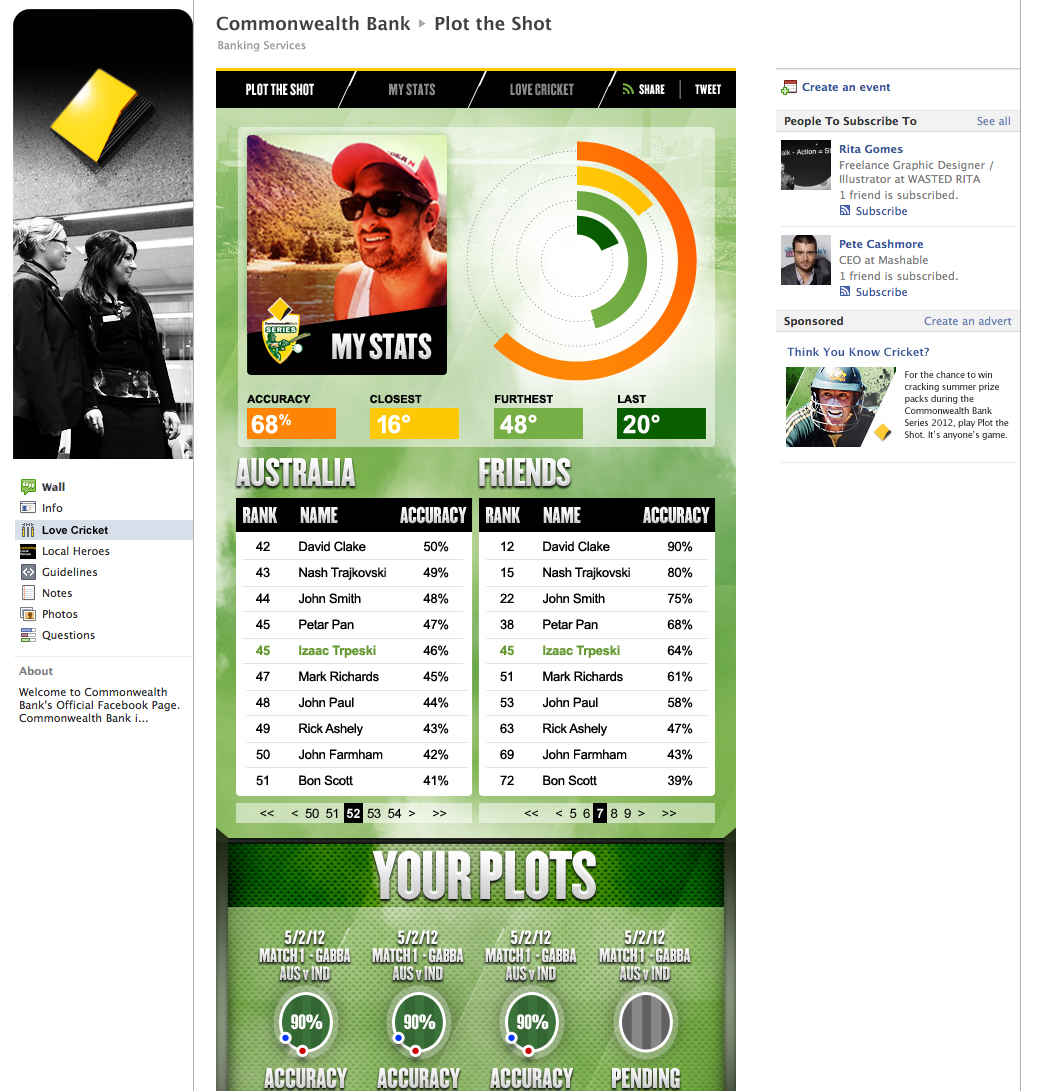 Commonwealth Bank ▸ Plot the Shot
Banking Services
PLOT THE SHOT
MY STATS
LOVE CRICKET
SHARE
TWEET
SERIES
MY STATS
ACCURACY
68%
CLOSEST
16°
FURTHEST
48°
LAST
20°
AUSTRALIA
RANK NAME ACCURACY
42 David Clake 50%
43 Nash Trajkovski 49%
44 John Smith 48%
45 Petar Pan 47%
45 Izaac Trpeski 46%
47 Mark Richards 45%
48 John Paul 44%
49 Rick Ashely 43%
50 John Farmham 42%
51 Bon Scott 41%
<< < 50 51 52 53 54 > >>
FRIENDS
RANK NAME ACCURACY
12 David Clake 90%
15 Nash Trajkovski 80%
22 John Smith 75%
38 Petar Pan 68%
45 Izaac Trpeski 64%
51 Mark Richards 61%
53 John Paul 58%
63 Rick Ashely 47%
69 John Farmham 43%
72 Bon Scott 39%
<< < 5 6 7 8 9 > >>
YOUR PLOTS
5/2/12
MATCH 1 - GABBA
AUS v IND
90%
ACCURACY
5/2/12
MATCH 1 - GABBA
AUS v IND
90%
ACCURACY
5/2/12
MATCH 1 - GABBA
AUS v IND
90%
ACCURACY
5/2/12
MATCH 1 - GABBA
AUS v IND
PENDING
Wall
Info
Love Cricket
Local Heroes
Guidelines
Notes
Photos
Questions
About
Welcome to Commonwealth
Bank's Official Facebook Page.
Commonwealth Bank i...
Create an event
People To Subscribe To
See all
alk - Action = S
Rita Gomes
Freelance Graphic Designer /
Illustrator at WASTED RITA
1 friend is subscribed.
Subscribe
Pete Cashmore
CEO at Mashable
1 friend is subscribed.
Subscribe
Sponsored
Create an advert
Think You Know Cricket?
For the chance to win
cracking summer prize
packs during the
Commonwealth Bank
Series 2012, play Plot the
Shot. It's anyone's game.